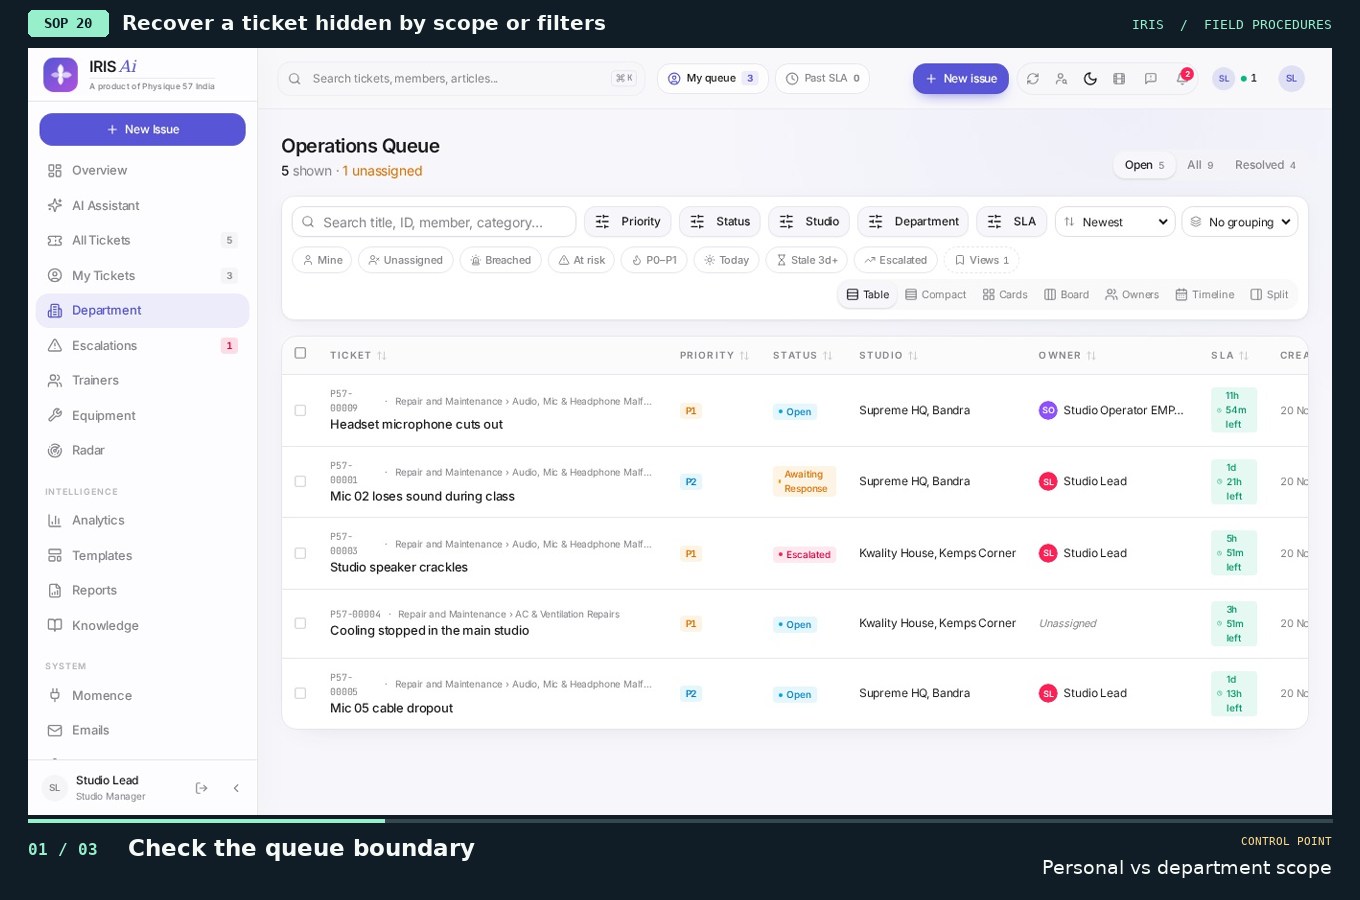 SOP 20 Recover a ticket hidden by scope or filters IRIS / FIELD PROCEDURES
IRIS Ai
A product of Physique 57 India
Search tickets, members, articles... ⌘K My queue 3 Past SLA 0 + New issue 2 SL 1 SL
+ New Issue
Overview
AI Assistant
All Tickets 5
My Tickets 3
Department
Escalations 1
Trainers
Equipment
Radar
INTELLIGENCE
Analytics
Templates
Reports
Knowledge
SYSTEM
Momence
Emails
SL Studio Lead
Studio Manager
Operations Queue
5 shown · 1 unassigned
Open 5 All 9 Resolved 4
Search title, ID, member, category... Priority Status Studio Department SLA Newest No grouping
Mine Unassigned Breached At risk P0–P1 Today Stale 3d+ Escalated Views 1
Table Compact Cards Board Owners Timeline Split
TICKET PRIORITY STATUS STUDIO OWNER SLA CREA
P57-00009 · Repair and Maintenance › Audio, Mic & Headphone Malf...
Headset microphone cuts out P1 Open Supreme HQ, Bandra SO Studio Operator EMP... 11h 54m left 20 No
P57-00001 · Repair and Maintenance › Audio, Mic & Headphone Malf...
Mic 02 loses sound during class P2 Awaiting Response Supreme HQ, Bandra SL Studio Lead 1d 21h left 20 No
P57-00003 · Repair and Maintenance › Audio, Mic & Headphone Malf...
Studio speaker crackles P1 Escalated Kwality House, Kemps Corner SL Studio Lead 5h 51m left 20 No
P57-00004 · Repair and Maintenance › AC & Ventilation Repairs
Cooling stopped in the main studio P1 Open Kwality House, Kemps Corner Unassigned 3h 51m left 20 No
P57-00005 · Repair and Maintenance › Audio, Mic & Headphone Malf...
Mic 05 cable dropout P2 Open Supreme HQ, Bandra SL Studio Lead 1d 13h left 20 No
01 / 03 Check the queue boundary
CONTROL POINT
Personal vs department scope